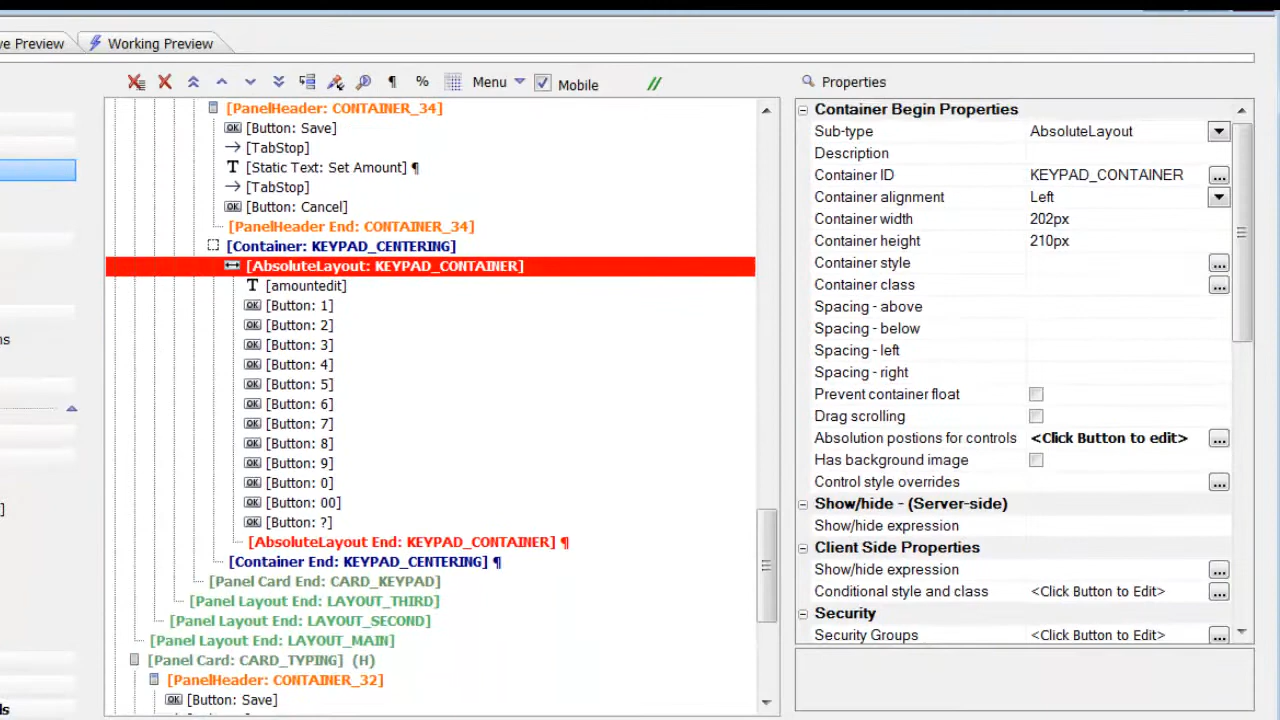 ve Preview
Working Preview
Menu
Mobile
Properties
[PanelHeader: CONTAINER_34]
[Button: Save]
[TabStop]
[Static Text: Set Amount] ¶
[TabStop]
[Button: Cancel]
[PanelHeader End: CONTAINER_34]
[Container: KEYPAD_CENTERING]
[AbsoluteLayout: KEYPAD_CONTAINER]
[amountedit]
[Button: 1]
[Button: 2]
[Button: 3]
[Button: 4]
[Button: 5]
[Button: 6]
[Button: 7]
[Button: 8]
[Button: 9]
[Button: 0]
[Button: 00]
[Button: ?]
[AbsoluteLayout End: KEYPAD_CONTAINER] ¶
[Container End: KEYPAD_CENTERING] ¶
[Panel Card End: CARD_KEYPAD]
[Panel Layout End: LAYOUT_THIRD]
[Panel Layout End: LAYOUT_SECOND]
[Panel Layout End: LAYOUT_MAIN]
[Panel Card: CARD_TYPING] (H)
[PanelHeader: CONTAINER_32]
[Button: Save]
Container Begin Properties
Sub-type AbsoluteLayout
Description
Container ID KEYPAD_CONTAINER
Container alignment Left
Container width 202px
Container height 210px
Container style
Container class
Spacing - above
Spacing - below
Spacing - left
Spacing - right
Prevent container float
Drag scrolling
Absolution postions for controls <Click Button to edit>
Has background image
Control style overrides
Show/hide - (Server-side)
Show/hide expression
Client Side Properties
Show/hide expression
Conditional style and class <Click Button to Edit>
Security
Security Groups <Click Button to Edit>